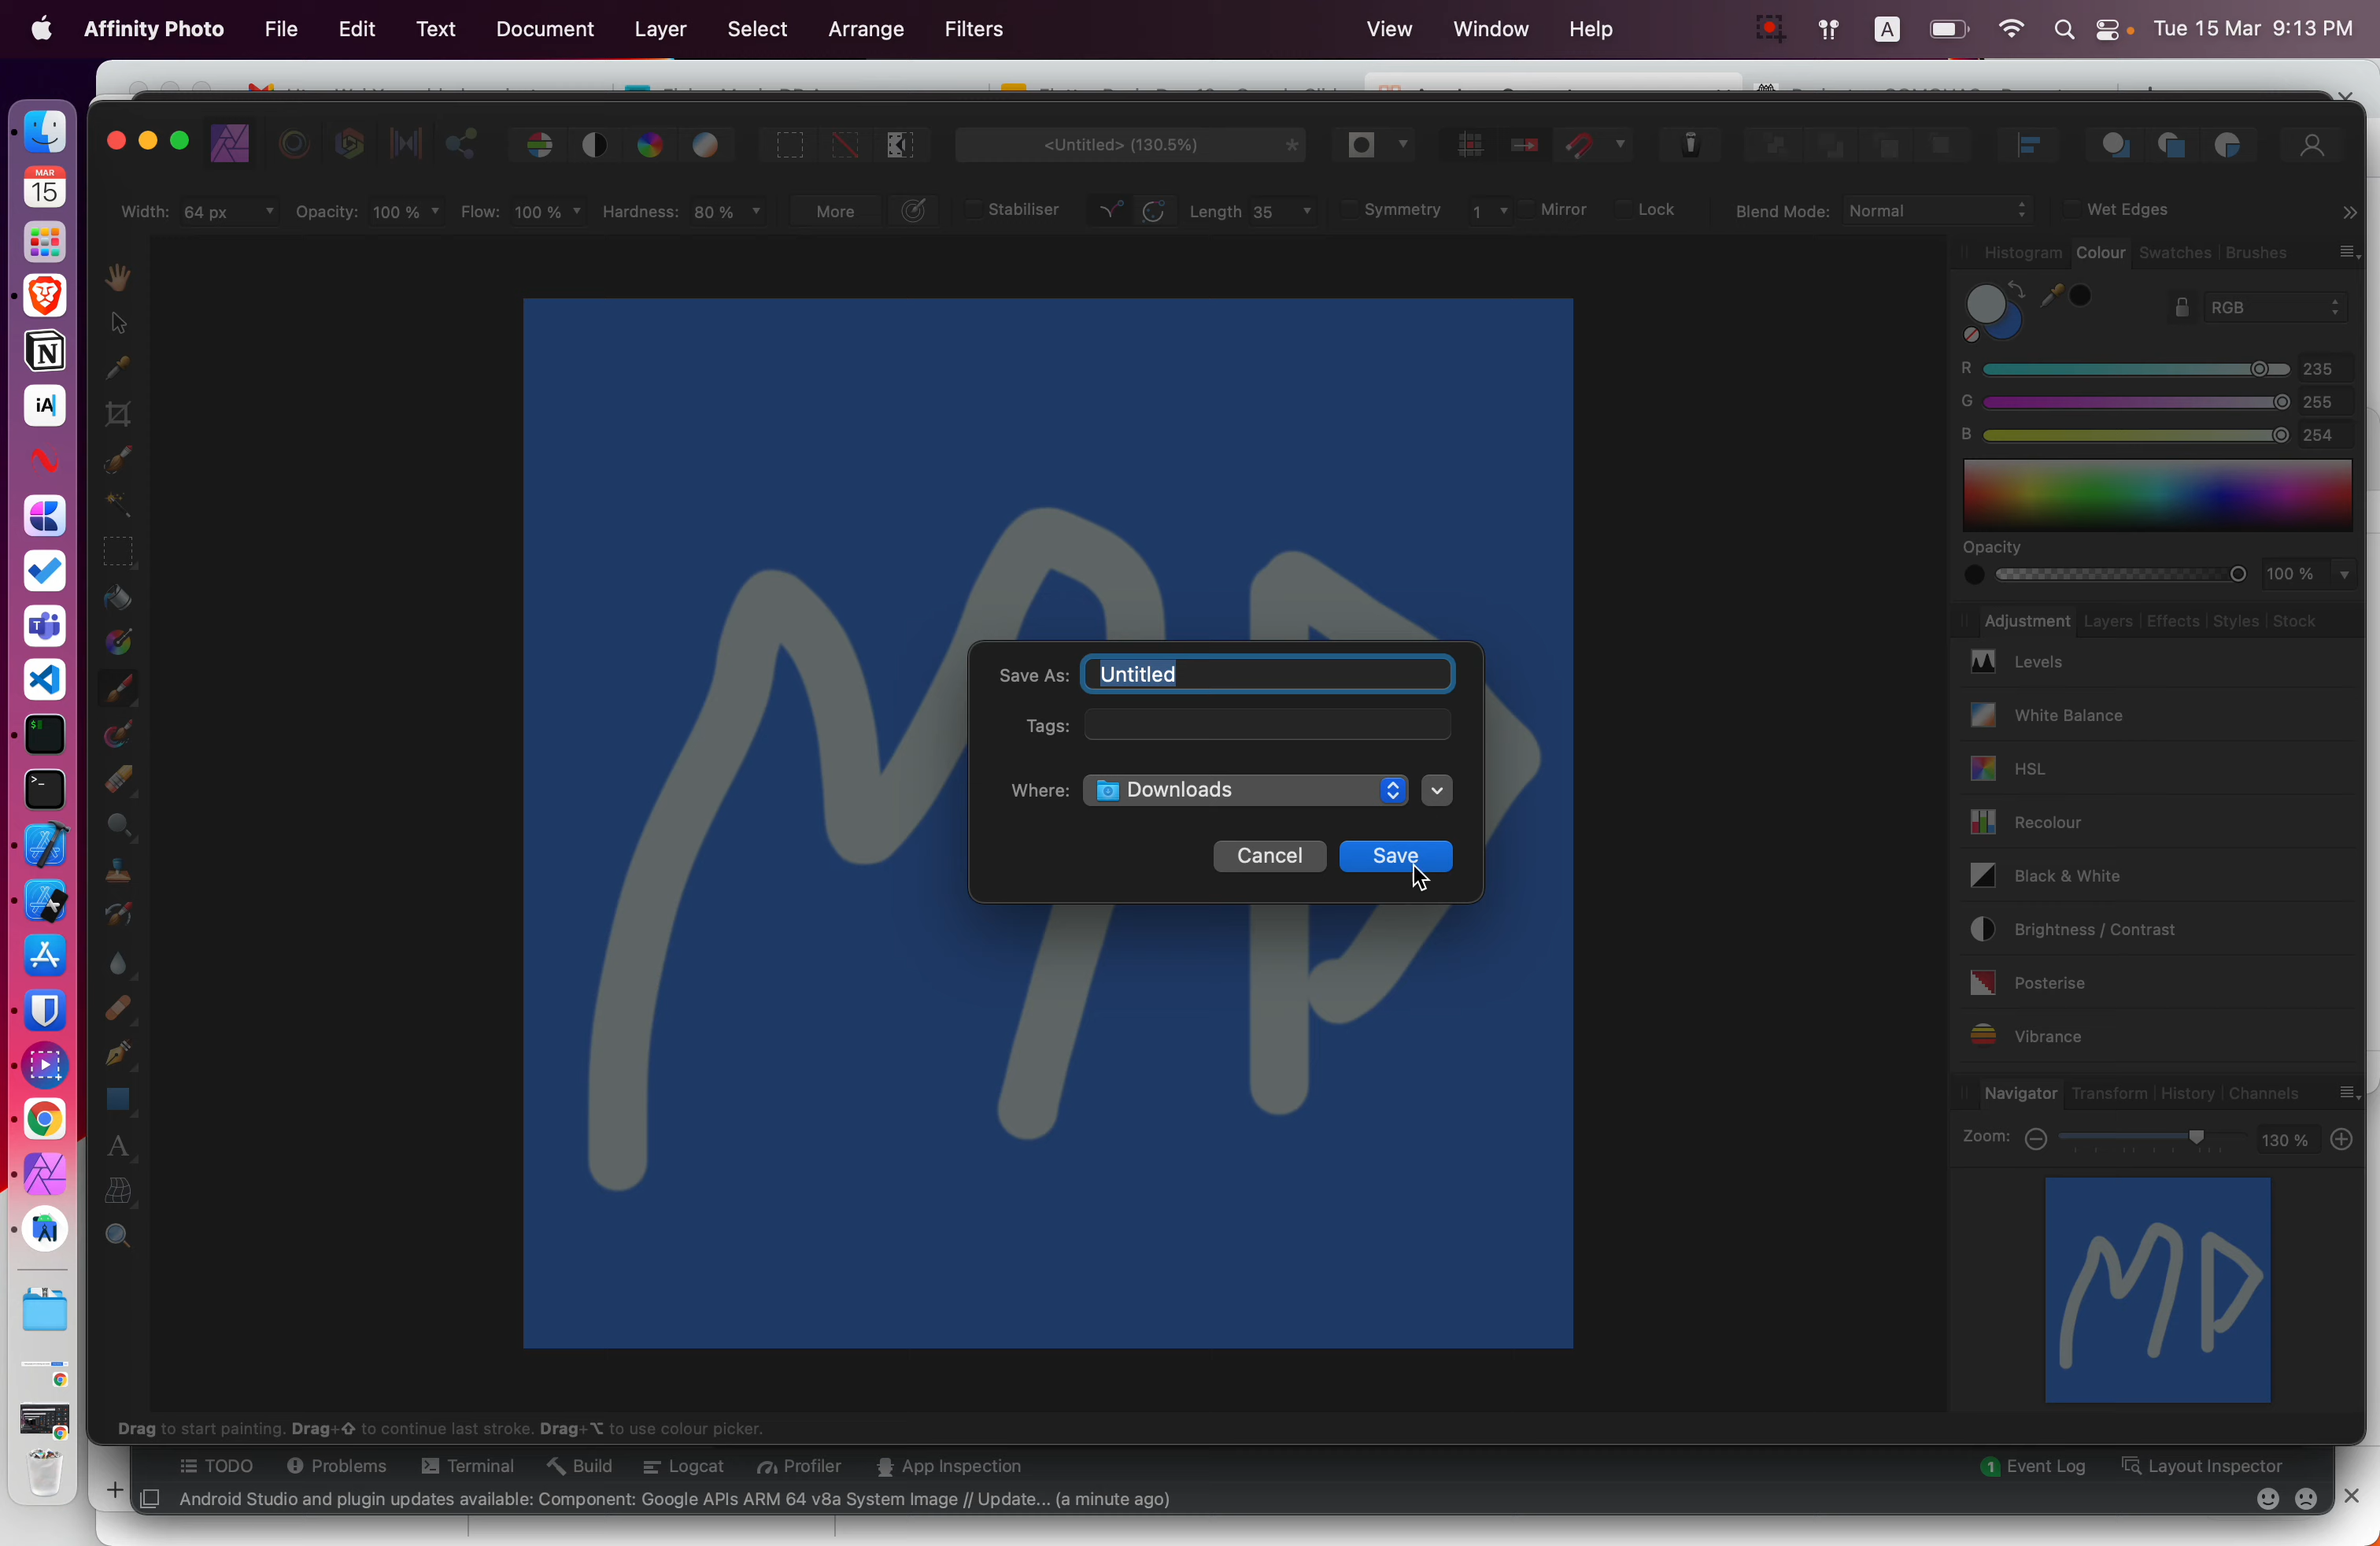 Affinity Photo File Edit Text Document Layer Select Arrange Filters View Window Help A Tue 15 Mar 9:13 PM
<Untitled> (130.5%) *
Width: 64 px Opacity: 100 % Flow: 100 % Hardness: 80 % More Stabiliser Length 35 Symmetry 1 Mirror Lock Blend Mode: Normal Wet Edges
MAR
15
iA
Histogram Colour Swatches Brushes
RGB
R 235
G 255
B 254
Opacity
100 %
Adjustment Layers Effects Styles Stock
Levels
White Balance
HSL
Recolour
Black & White
Brightness / Contrast
Posterise
Vibrance
MD
Save As: Untitled
Tags:
Where: Downloads
Cancel Save
Navigator Transform History Channels
Zoom: 130 %
MD
Drag to start painting. Drag+⇧ to continue last stroke. Drag+⌥ to use colour picker.
TODO Problems Terminal Build Logcat Profiler App Inspection 1 Event Log Layout Inspector
Android Studio and plugin updates available: Component: Google APIs ARM 64 v8a System Image // Update... (a minute ago)